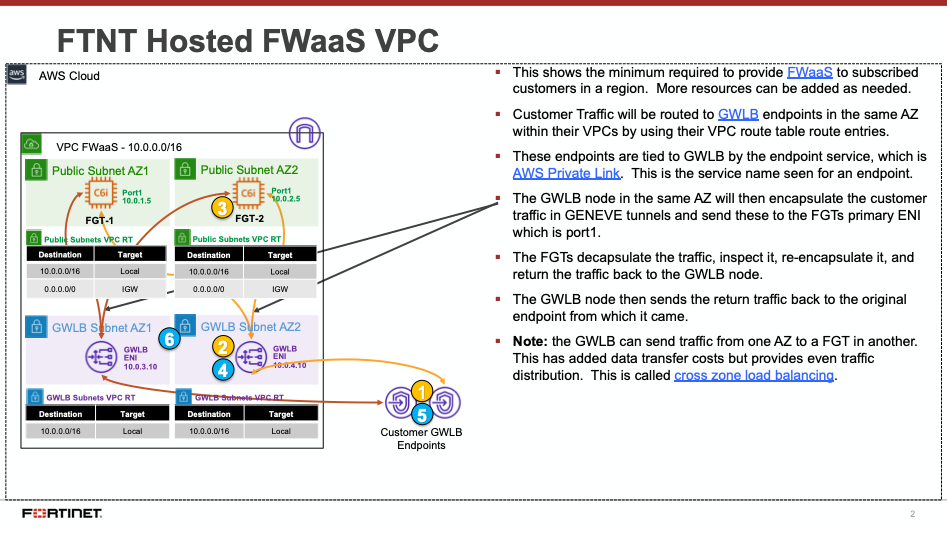 FTNT Hosted FWaaS VPC
aws
AWS Cloud
VPC FWaaS - 10.0.0.0/16
Public Subnet AZ1
Public Subnet AZ2
C6i
Port1
10.0.1.5
FGT-1
C6i
Port1
10.0.2.5
3
FGT-2
Public Subnets VPC RT
Public Subnets VPC RT
Destination Target
10.0.0.0/16 Local
0.0.0.0/0 IGW
Destination Target
10.0.0.0/16 Local
0.0.0.0/0 IGW
GWLB Subnet AZ1
GWLB Subnet AZ2
6
2
4
GWLB
ENI
10.0.3.10
GWLB
ENI
10.0.4.10
GWLB Subnets VPC RT
GWLB Subnets VPC RT
Destination Target
10.0.0.0/16 Local
Destination Target
10.0.0.0/16 Local
1
5
Customer GWLB
Endpoints
This shows the minimum required to provide FWaaS to subscribed
customers in a region. More resources can be added as needed.
Customer Traffic will be routed to GWLB endpoints in the same AZ
within their VPCs by using their VPC route table route entries.
These endpoints are tied to GWLB by the endpoint service, which is
AWS Private Link. This is the service name seen for an endpoint.
The GWLB node in the same AZ will then encapsulate the customer
traffic in GENEVE tunnels and send these to the FGTs primary ENI
which is port1.
The FGTs decapsulate the traffic, inspect it, re-encapsulate it, and
return the traffic back to the GWLB node.
The GWLB node then sends the return traffic back to the original
endpoint from which it came.
Note: the GWLB can send traffic from one AZ to a FGT in another.
This has added data transfer costs but provides even traffic
distribution. This is called cross zone load balancing.
FORTINET
2